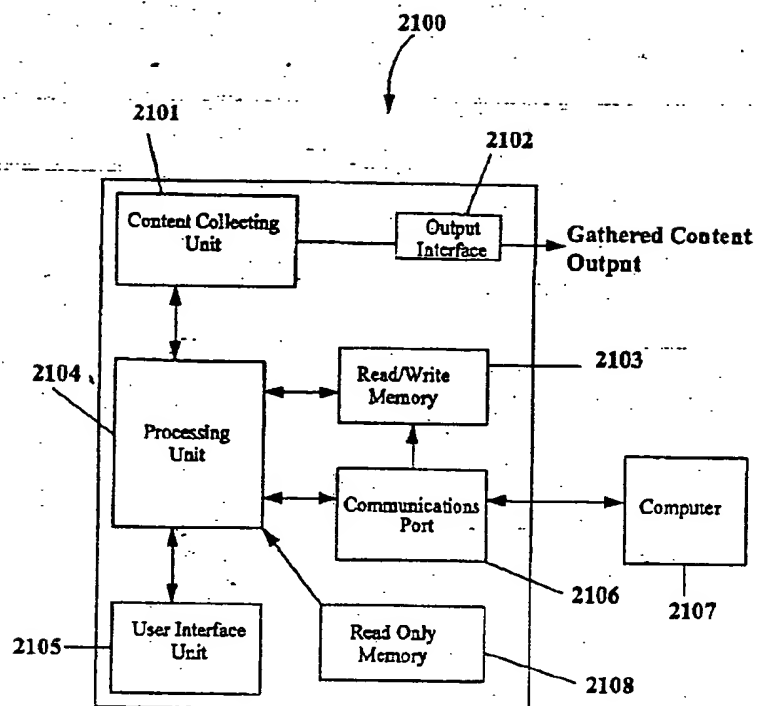 2100
2101
2102
Content Collecting
Unit
Output
Interface
Gathered Content
Output
2104
Read/Write
Memory
2103
Processing
Unit
Communications
Port
Computer
2106
2107
2105
User Interface
Unit
Read Only
Memory
2108